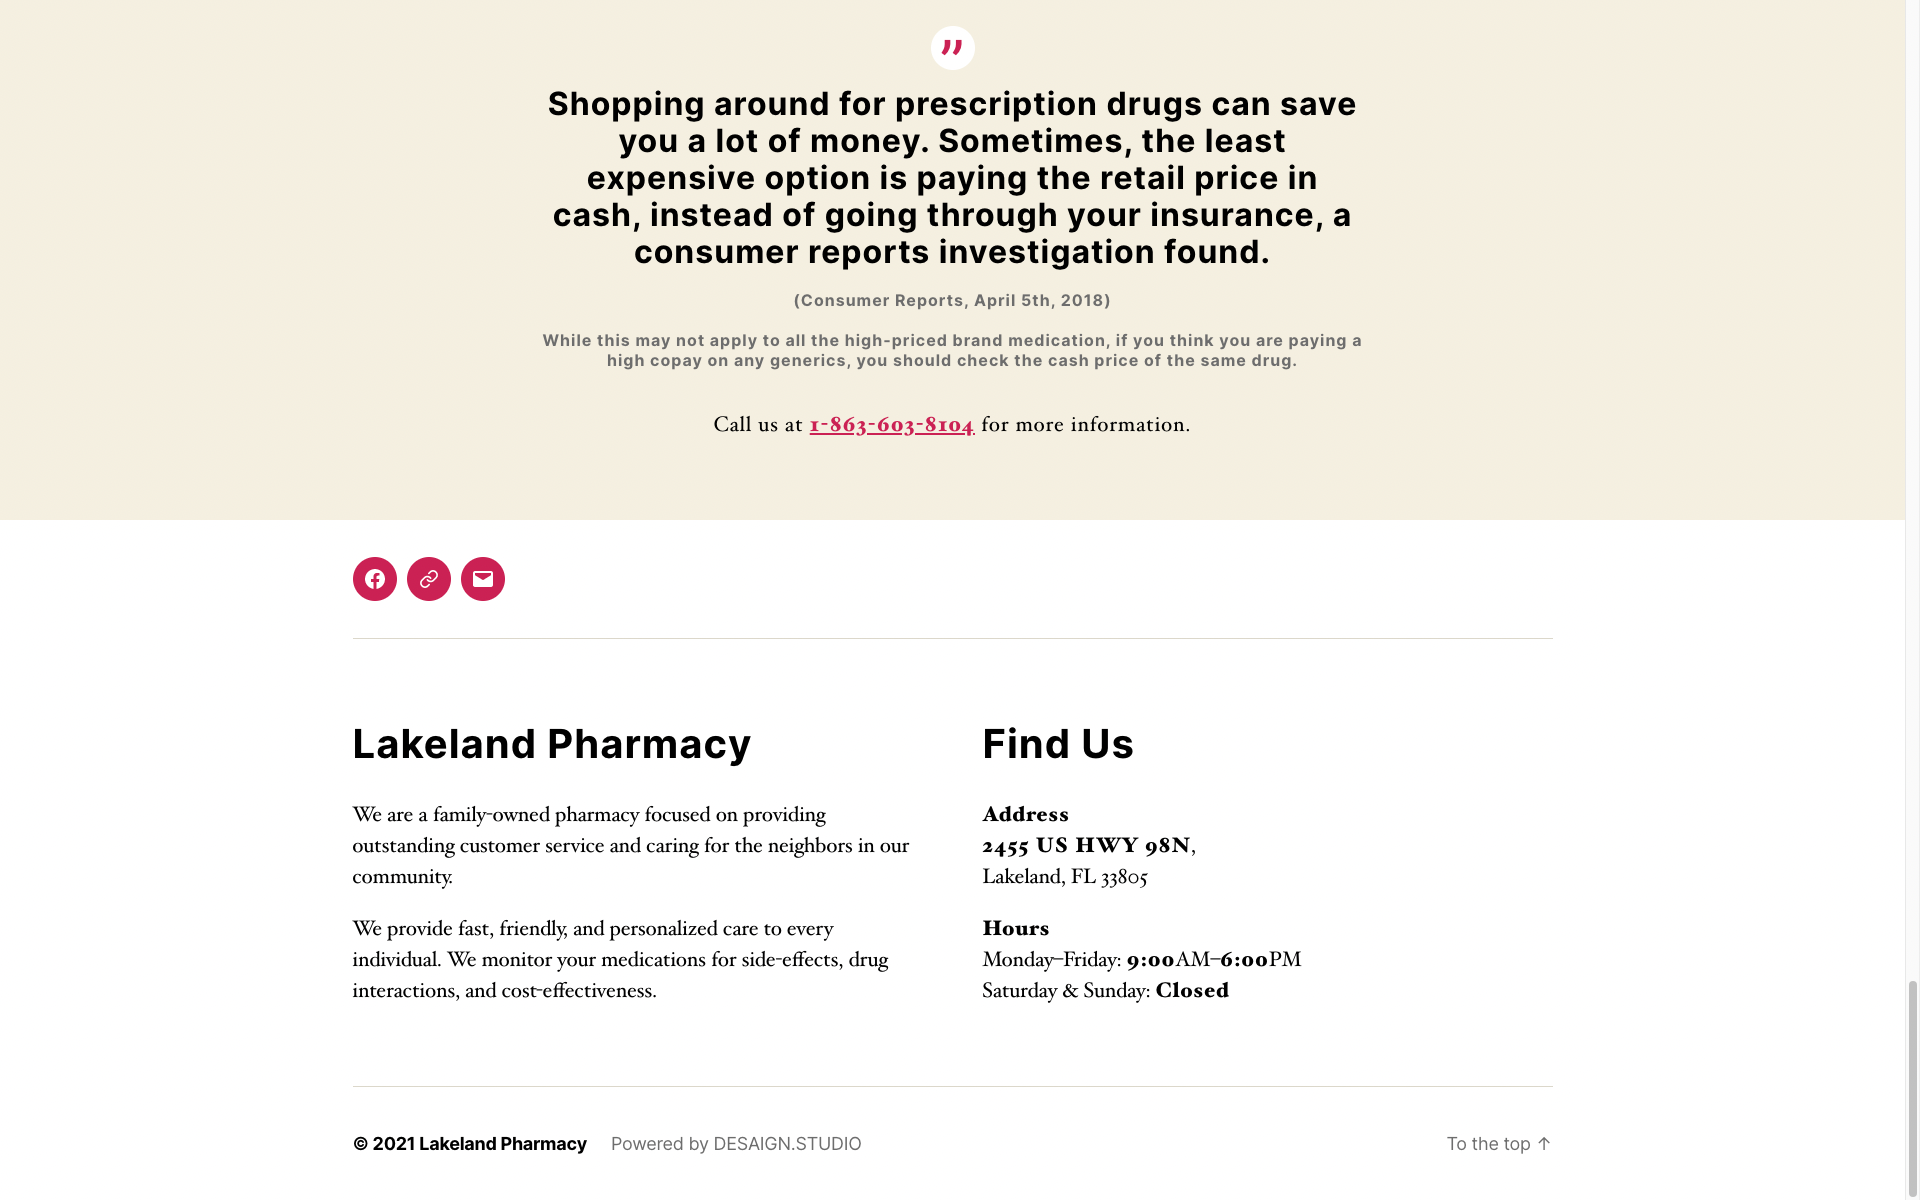 Shopping around for prescription drugs can save
you a lot of money. Sometimes, the least
expensive option is paying the retail price in
cash, instead of going through your insurance, a
consumer reports investigation found.
(Consumer Reports, April 5th, 2018)
While this may not apply to all the high-priced brand medication, if you think you are paying a
high copay on any generics, you should check the cash price of the same drug.
Call us at 1-863-603-8104 for more information.
Lakeland Pharmacy
We are a family-owned pharmacy focused on providing
outstanding customer service and caring for the neighbors in our
community.
We provide fast, friendly, and personalized care to every
individual. We monitor your medications for side-effects, drug
interactions, and cost-effectiveness.
Find Us
Address
2455 US HWY 98N,
Lakeland, FL 33805
Hours
Monday–Friday: 9:00AM–6:00PM
Saturday & Sunday: Closed
© 2021 Lakeland Pharmacy Powered by DESAIGN.STUDIO
To the top ↑